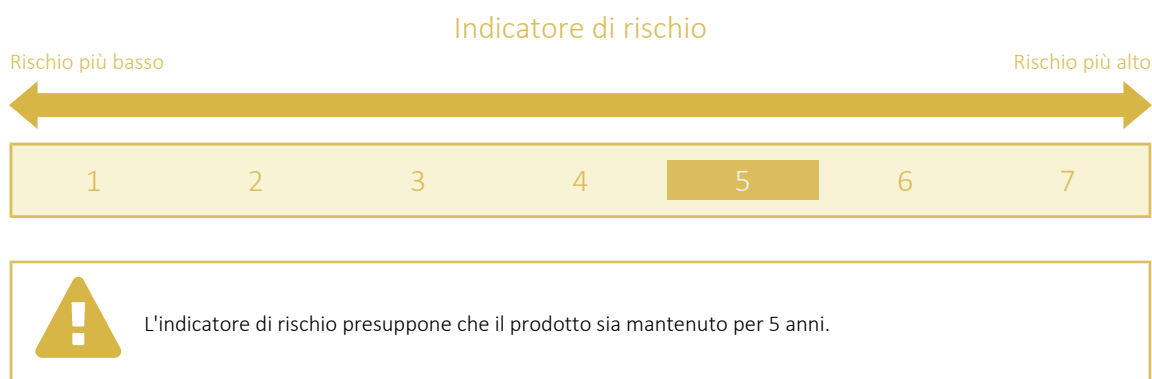 Indicatore di rischio
Rischio più basso Rischio più alto
1 2 3 4 5 6 7
L'indicatore di rischio presuppone che il prodotto sia mantenuto per 5 anni.